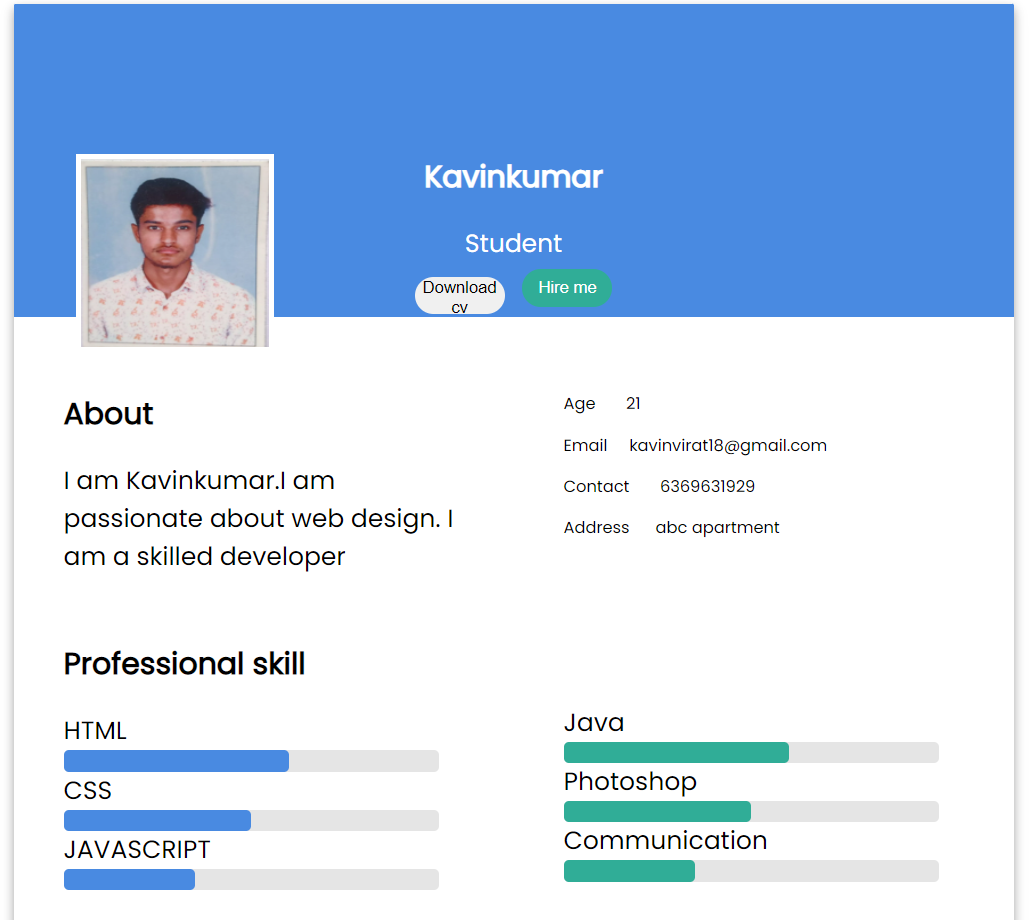 Kavinkumar
Student
Download
cv
Hire me
About
I am Kavinkumar.I am
passionate about web design. I
am a skilled developer
Age 21
Email kavinvirat18@gmail.com
Contact 6369631929
Address abc apartment
Professional skill
HTML
CSS
JAVASCRIPT
Java
Photoshop
Communication